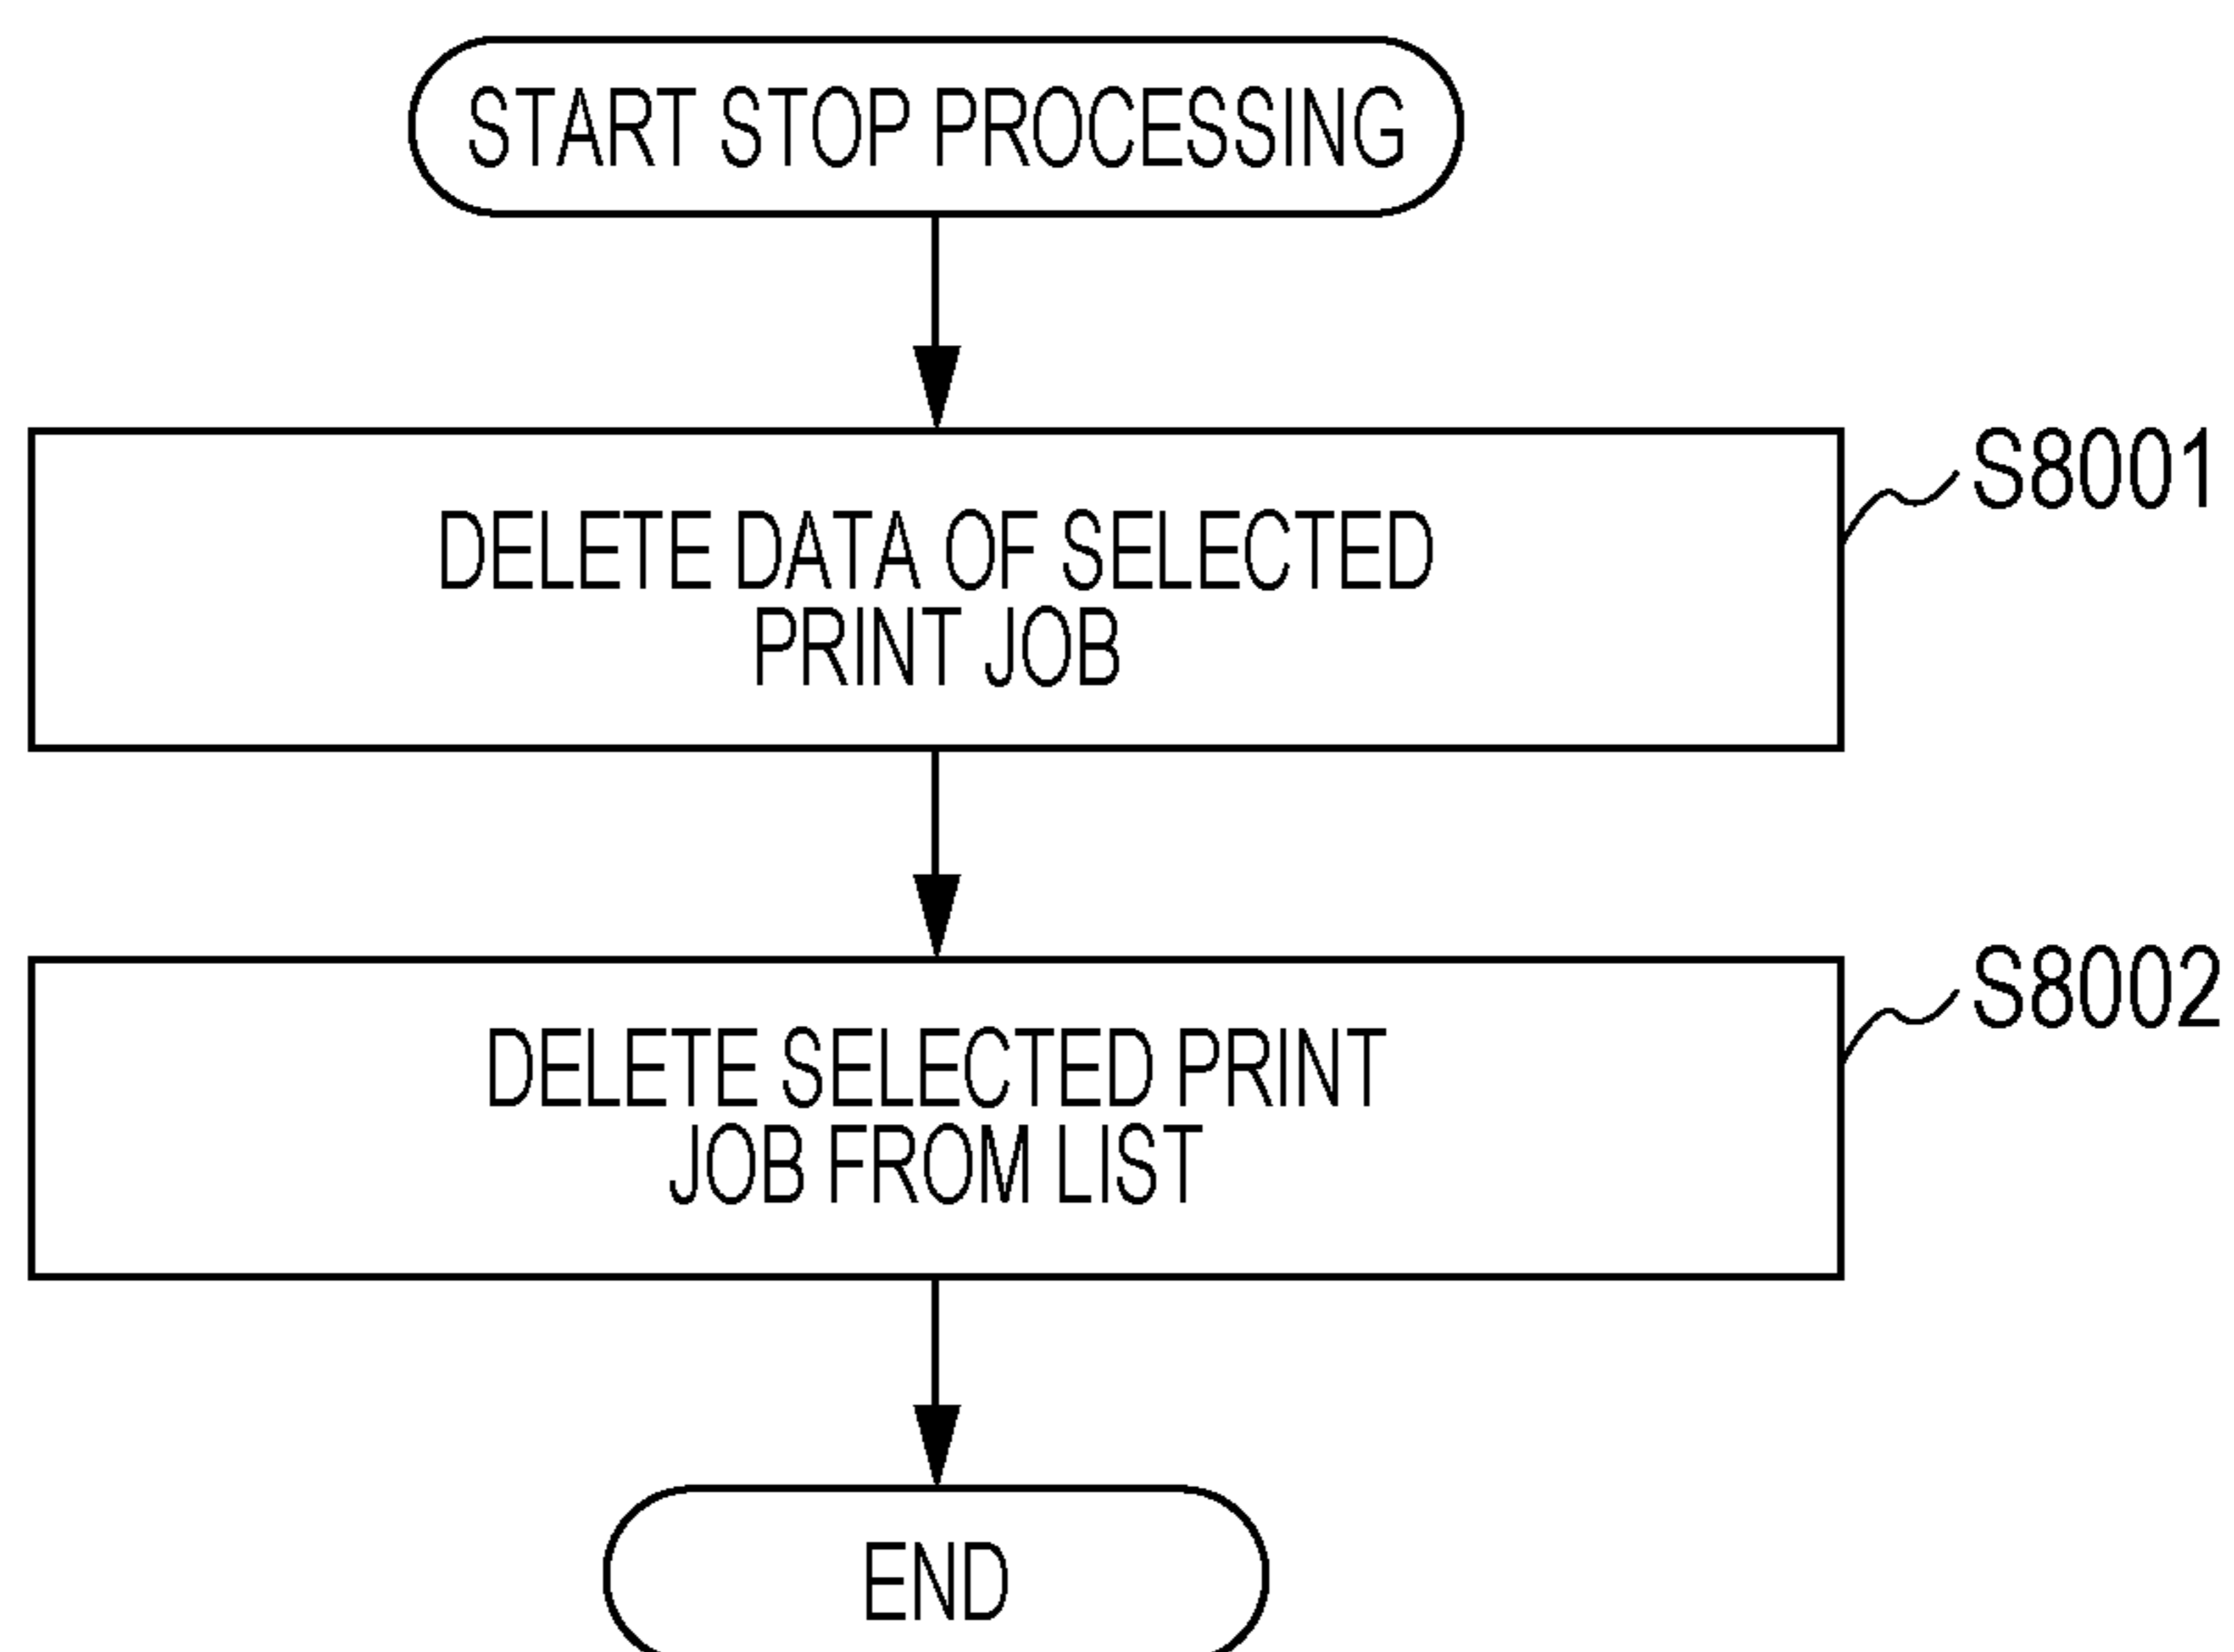 START STOP PROCESSING
S8001
DELETE DATA OF SELECTED
PRINT JOB
S8002
DELETE SELECTED PRINT
JOB FROM LIST
END